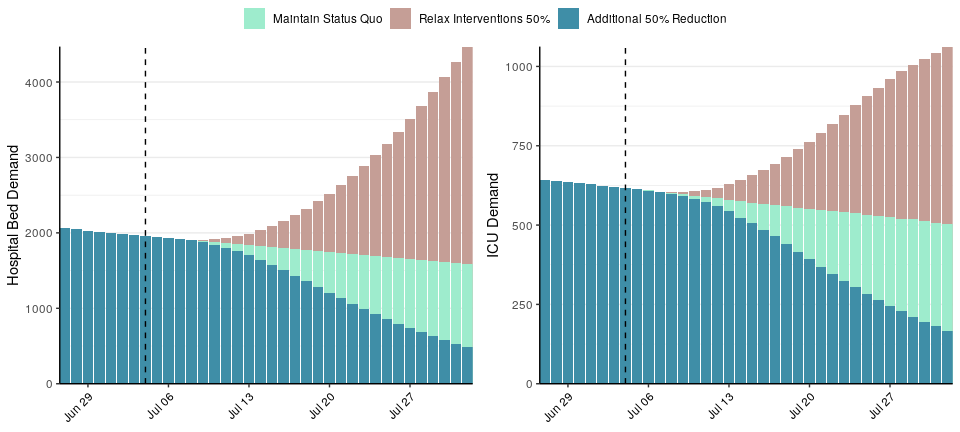 Maintain Status Quo Relax Interventions 50% Additional 50% Reduction
Hospital Bed Demand
4000
3000
2000
1000
0
Jun 29 Jul 06 Jul 13 Jul 20 Jul 27
ICU Demand
1000
750
500
250
0
Jun 29 Jul 06 Jul 13 Jul 20 Jul 27